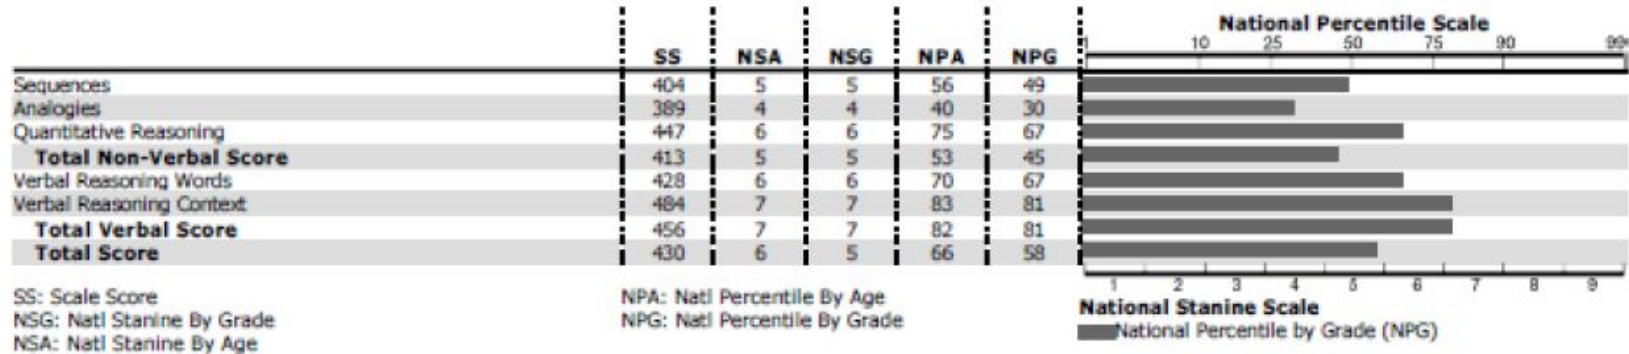 National Percentile Scale
SS NSA NSG NPA NPG 1 10 25 50 75 90 99
Sequences 404 5 5 56 49
Analogies 389 4 4 40 30
Quantitative Reasoning 447 6 6 75 67
Total Non-Verbal Score 413 5 5 53 45
Verbal Reasoning Words 428 6 6 70 67
Verbal Reasoning Context 484 7 7 83 81
Total Verbal Score 456 7 7 82 81
Total Score 430 6 5 66 58
1 2 3 4 5 6 7 8 9
SS: Scale Score NPA: Natl Percentile By Age National Stanine Scale
NSG: Natl Stanine By Grade NPG: Natl Percentile By Grade National Percentile by Grade (NPG)
NSA: Natl Stanine By Age